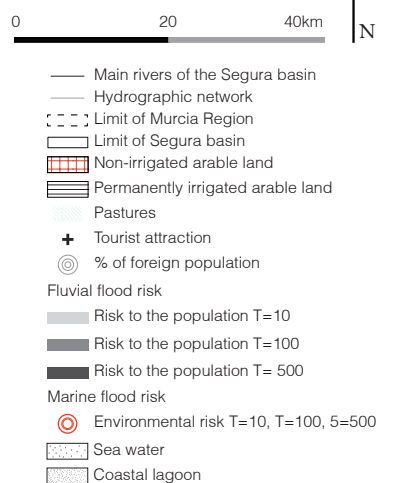 0 20 40km
N
Main rivers of the Segura basin
Hydrographic network
Limit of Murcia Region
Limit of Segura basin
Non-irrigated arable land
Permanently irrigated arable land
Pastures
Tourist attraction
% of foreign population
Fluvial flood risk
Risk to the population T=10
Risk to the population T=100
Risk to the population T= 500
Marine flood risk
Environmental risk T=10, T=100, 5=500
Sea water
Coastal lagoon